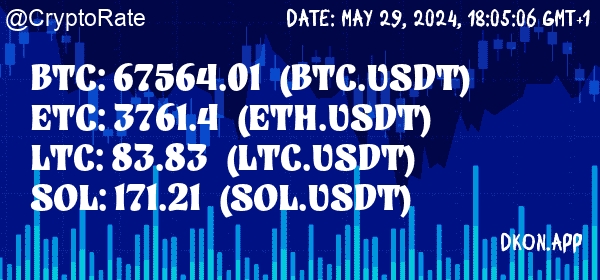 @CryptoRate
DATE: MAY 29, 2024, 18:05:06 GMT+1
BTC: 67564.01 (BTC.USDT)
ETC: 3761.4 (ETH.USDT)
LTC: 83.83 (LTC.USDT)
SOL: 171.21 (SOL.USDT)
DKON.APP